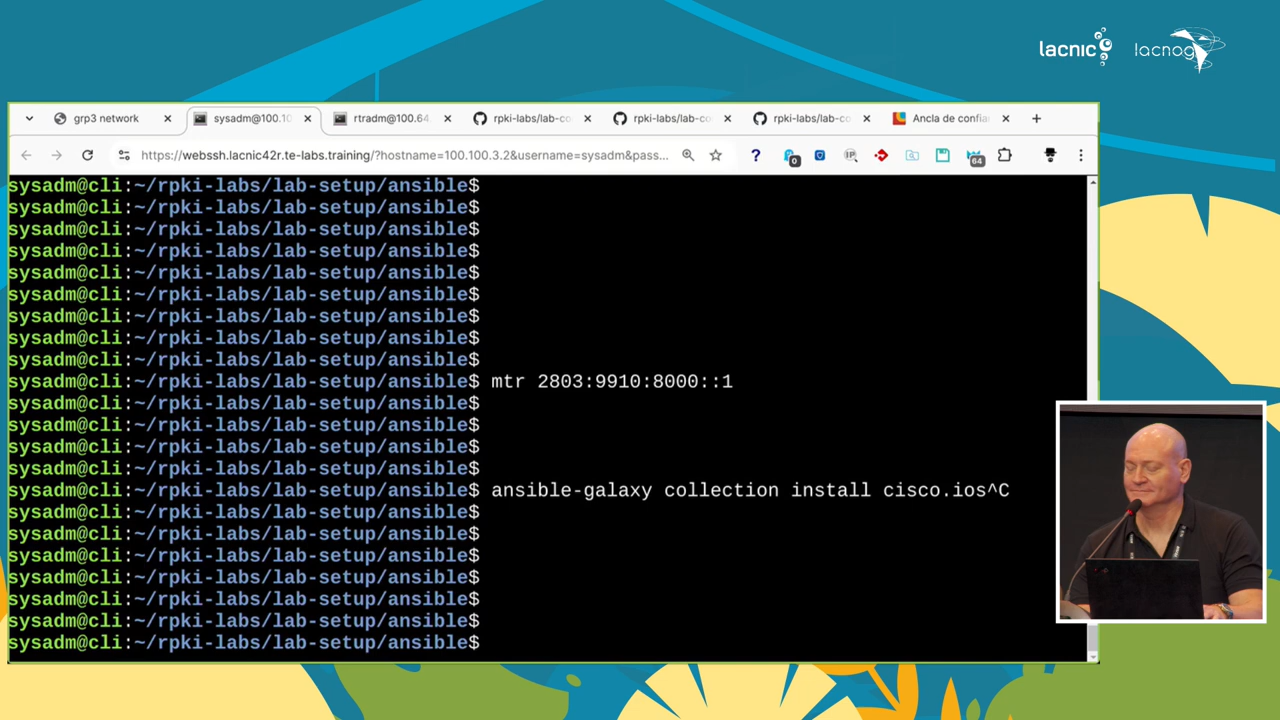 lacnic
lacnog
grp3 network
sysadm@100.10
rtradm@100.64.
rpki-labs/lab-co
rpki-labs/lab-co
rpki-labs/lab-co
Ancla de confia
https://webssh.lacnic42r.te-labs.training/?hostname=100.100.3.2&username=sysadm&pass...
?
0
IP
64
sysadm@cli:~/rpki-labs/lab-setup/ansible$
sysadm@cli:~/rpki-labs/lab-setup/ansible$
sysadm@cli:~/rpki-labs/lab-setup/ansible$
sysadm@cli:~/rpki-labs/lab-setup/ansible$
sysadm@cli:~/rpki-labs/lab-setup/ansible$
sysadm@cli:~/rpki-labs/lab-setup/ansible$
sysadm@cli:~/rpki-labs/lab-setup/ansible$
sysadm@cli:~/rpki-labs/lab-setup/ansible$
sysadm@cli:~/rpki-labs/lab-setup/ansible$
sysadm@cli:~/rpki-labs/lab-setup/ansible$ mtr 2803:9910:8000::1
sysadm@cli:~/rpki-labs/lab-setup/ansible$
sysadm@cli:~/rpki-labs/lab-setup/ansible$
sysadm@cli:~/rpki-labs/lab-setup/ansible$
sysadm@cli:~/rpki-labs/lab-setup/ansible$
sysadm@cli:~/rpki-labs/lab-setup/ansible$ ansible-galaxy collection install cisco.ios^C
sysadm@cli:~/rpki-labs/lab-setup/ansible$
sysadm@cli:~/rpki-labs/lab-setup/ansible$
sysadm@cli:~/rpki-labs/lab-setup/ansible$
sysadm@cli:~/rpki-labs/lab-setup/ansible$
sysadm@cli:~/rpki-labs/lab-setup/ansible$
sysadm@cli:~/rpki-labs/lab-setup/ansible$
sysadm@cli:~/rpki-labs/lab-setup/ansible$